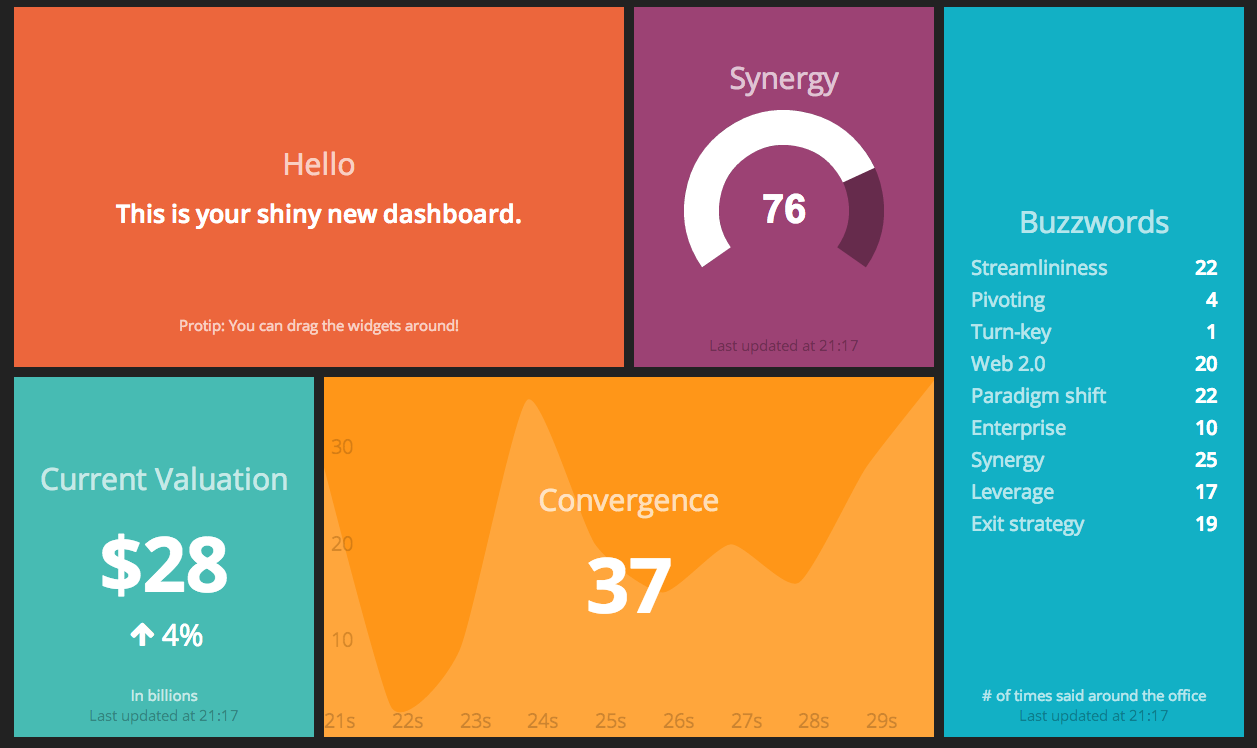 Hello
This is your shiny new dashboard.
Protip: You can drag the widgets around!
Synergy
76
Last updated at 21:17
Buzzwords
Streamlininess 22
Pivoting 4
Turn-key 1
Web 2.0 20
Paradigm shift 22
Enterprise 10
Synergy 25
Leverage 17
Exit strategy 19
# of times said around the office
Last updated at 21:17
Current Valuation
$28
4%
In billions
Last updated at 21:17
Convergence
37
30
20
10
21s 22s 23s 24s 25s 26s 27s 28s 29s